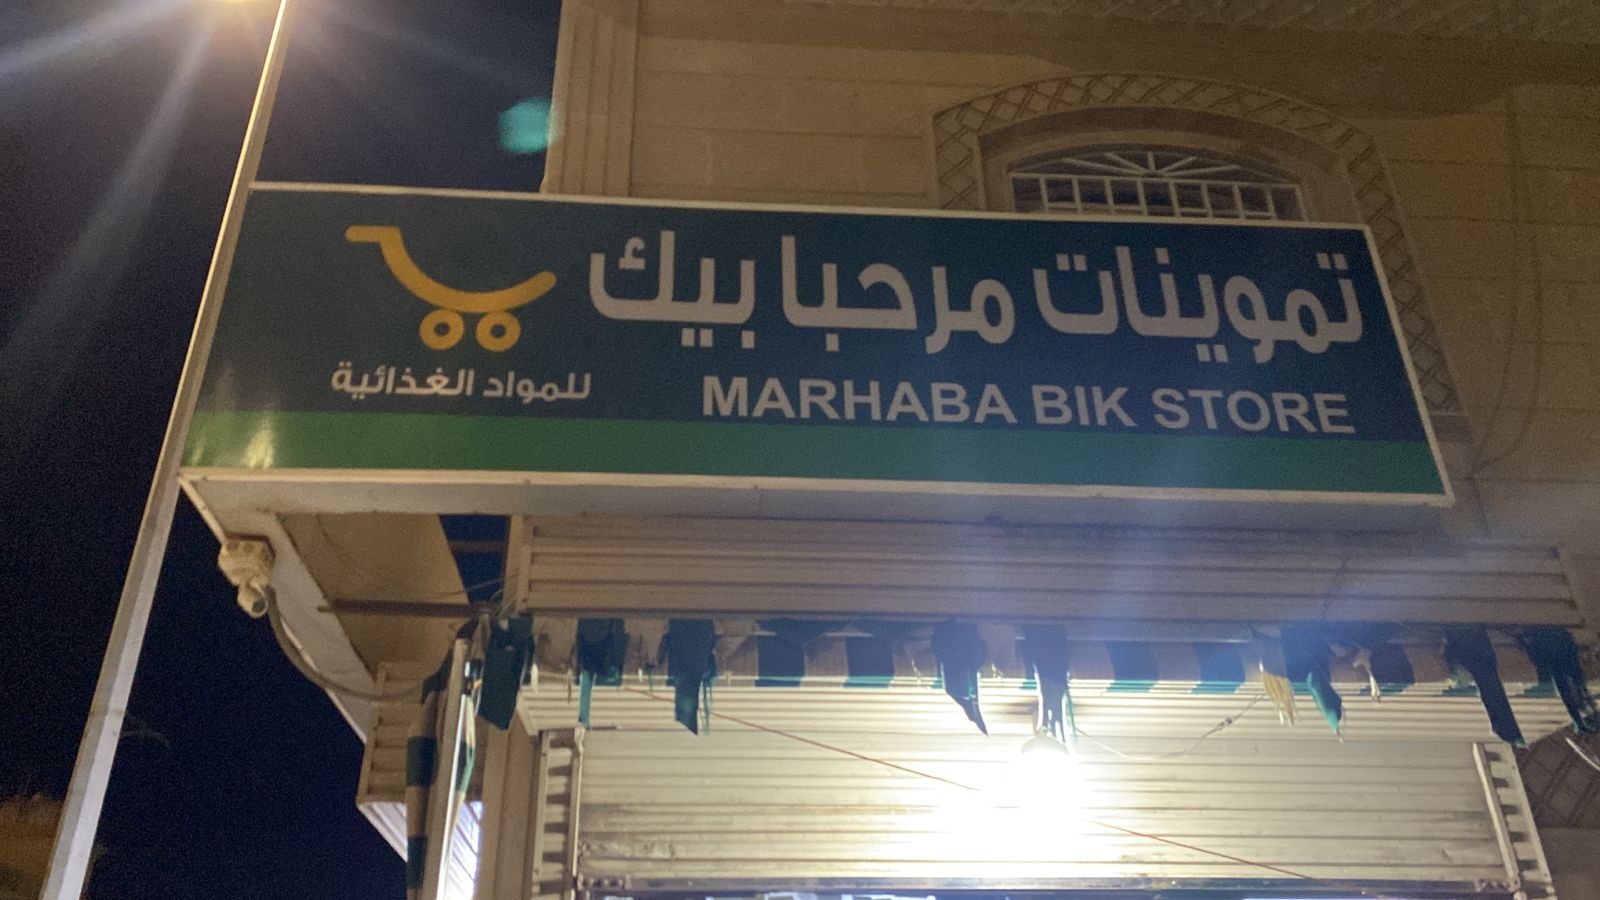 تموينات مرحبا بيك
MARHABA BIK STORE
للمواد الغذائية